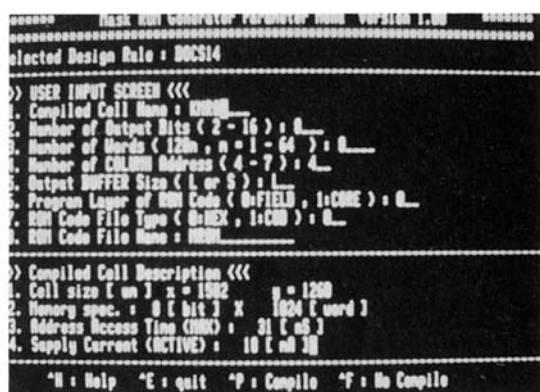 Mask ROM Generator Parameter Menu Version 1.00
elected Design Rule : DOCS14
>> USER INPUT SCREEN <<<
1. Compiled Cell Name :
2. Number of Output Bits ( 2 - 16 ) : 8
3. Number of Words ( 128n , n = 1 - 64 ) : 8
4. Number of COLUMN Address ( 4 - 7 ) : 4
5. Output BUFFER Size ( L or S ) : L
Program Layer of ROM Code ( 0:FIELD , 1:CORE ) : 0
7. ROM Code File Type ( 0:HEX , 1:COD ) : 0
8. ROM Code File Name :
>> Compiled Cell Description <<<
1. Cell size [ um ] x = 1502 y = 1260
2. Memory spec. : 8 [ bit ] X 1024 [ word ]
3. Address Access Time (MAX) : 31 [ nS ]
4. Supply Current (ACTIVE) : 10 [ mA ]
^H : Help ^E : quit ^P : Compile ^F : No Compile